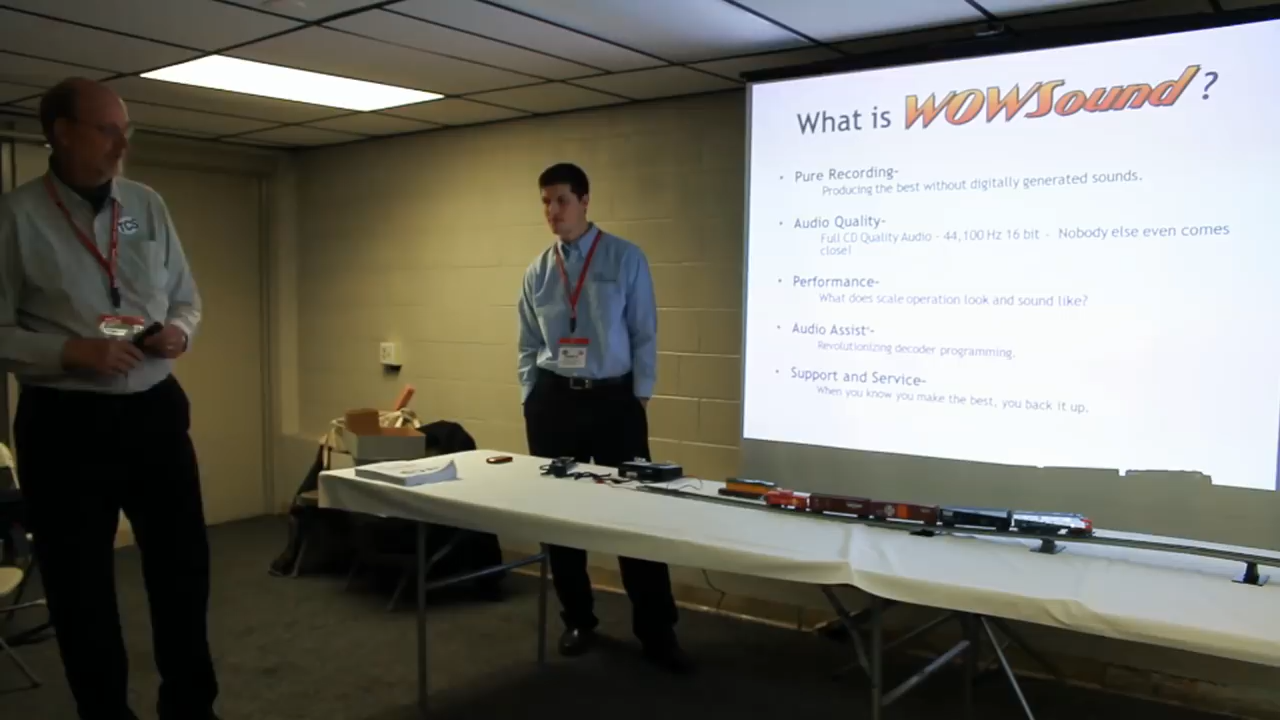 What is WOWSound?
• Pure Recording-
Producing the best without digitally generated sounds.
• Audio Quality-
Full CD Quality Audio - 44,100 Hz 16 bit - Nobody else even comes
close!
• Performance-
What does scale operation look and sound like?
• Audio Assist-
Revolutionizing decoder programming.
• Support and Service-
When you know you make the best, you back it up.
TCS